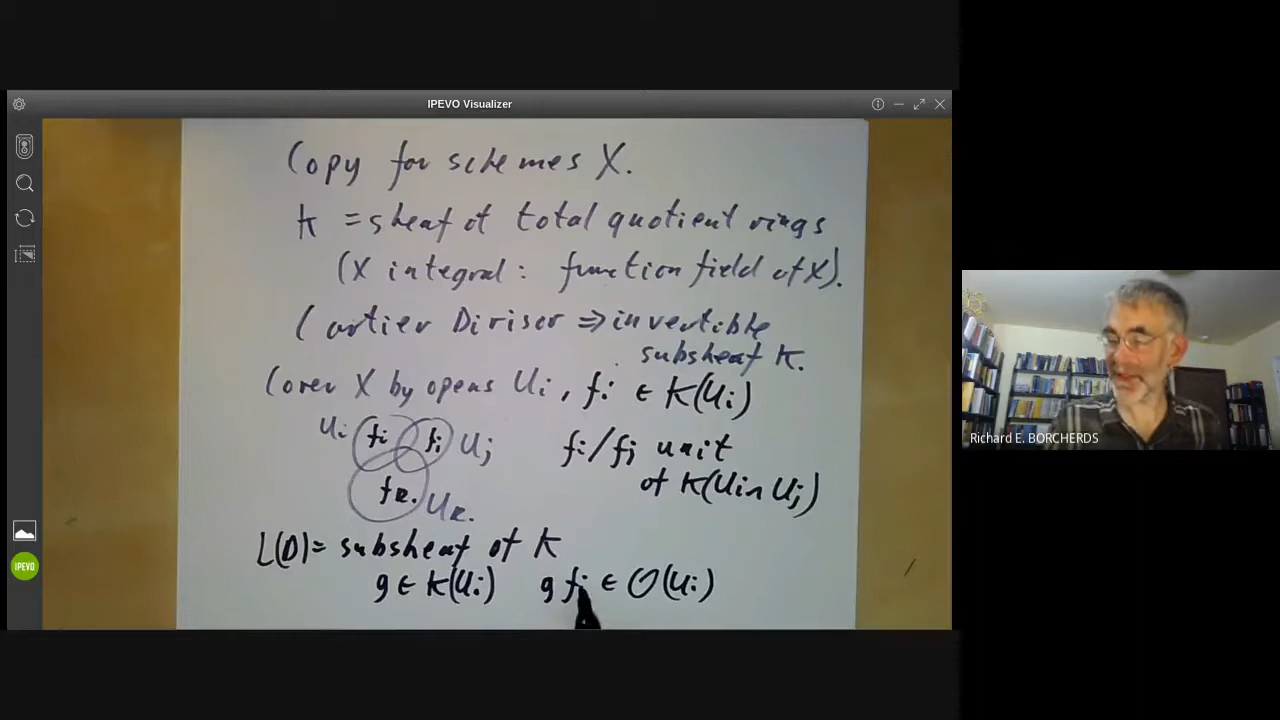 IPEVO Visualizer
Copy for schemes X.
K = sheaf of total quotient rings
(X integral: function field of X).
Cartier Divisor ⇒ invertible
subsheaf K.
Cover X by opens Ui, fi ∈ K(Ui)
Ui fi fj Uj fi/fj unit
of K(Ui∩Uj)
fk. Uk.
L(D) = subsheaf of K
g ∈ K(Ui) g fi ∈ O(Ui)
Richard E. BORCHERDS
IPEVO